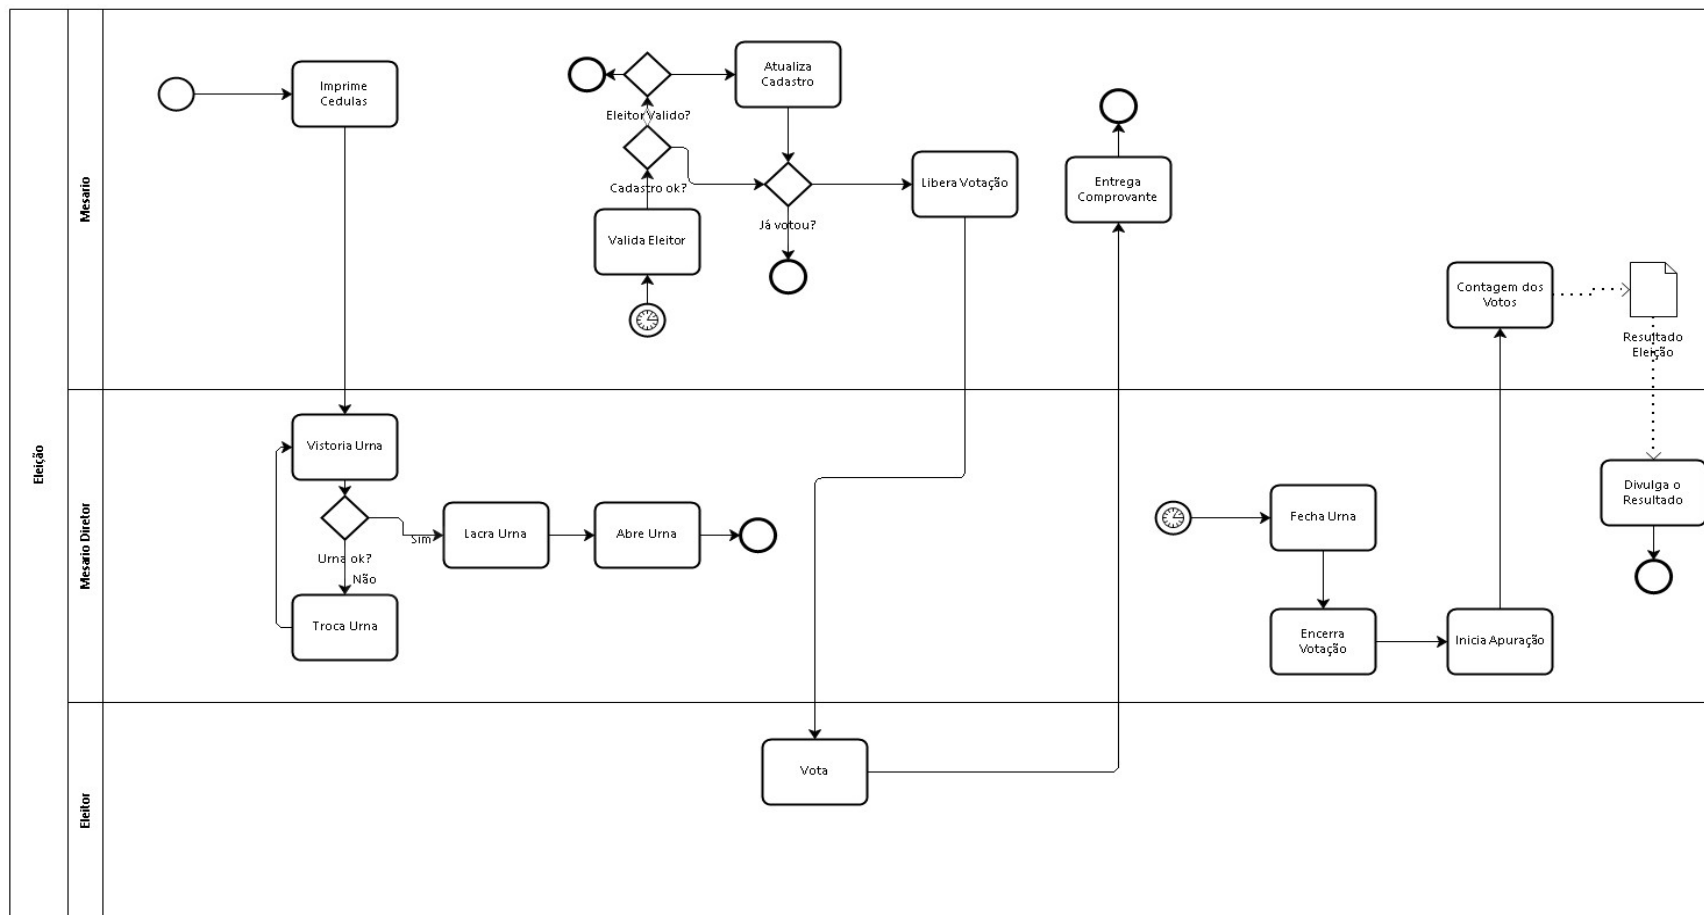 Eleição
Mesario
Imprime
Cedulas
Atualiza
Cadastro
Eleitor Valido?
Cadastro ok?
Valida Eleitor
Já votou?
Libera Votação
Entrega
Comprovante
Contagem dos
Votos
Resultado
Eleição
Mesario Diretor
Vistoria Urna
Urna ok?
Sim
Não
Troca Urna
Lacra Urna
Abre Urna
Fecha Urna
Encerra
Votação
Inicia Apuração
Divulga o
Resultado
Eleitor
Vota